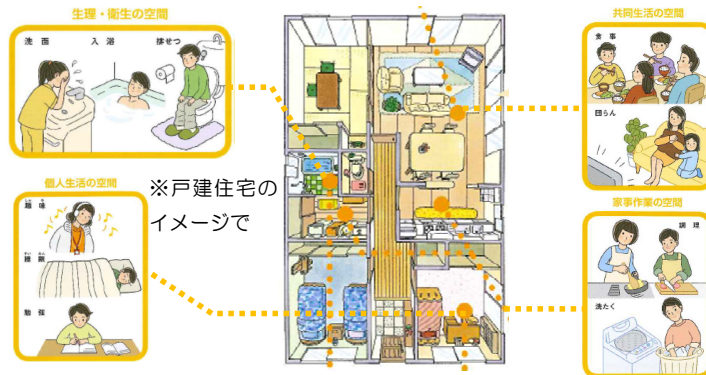 生理・衛生の空間
洗面
入浴
排せつ
個人生活の空間
趣味
睡眠
勉強
※戸建住宅の
イメージで
共同生活の空間
食事
団らん
家事作業の空間
調理
洗たく